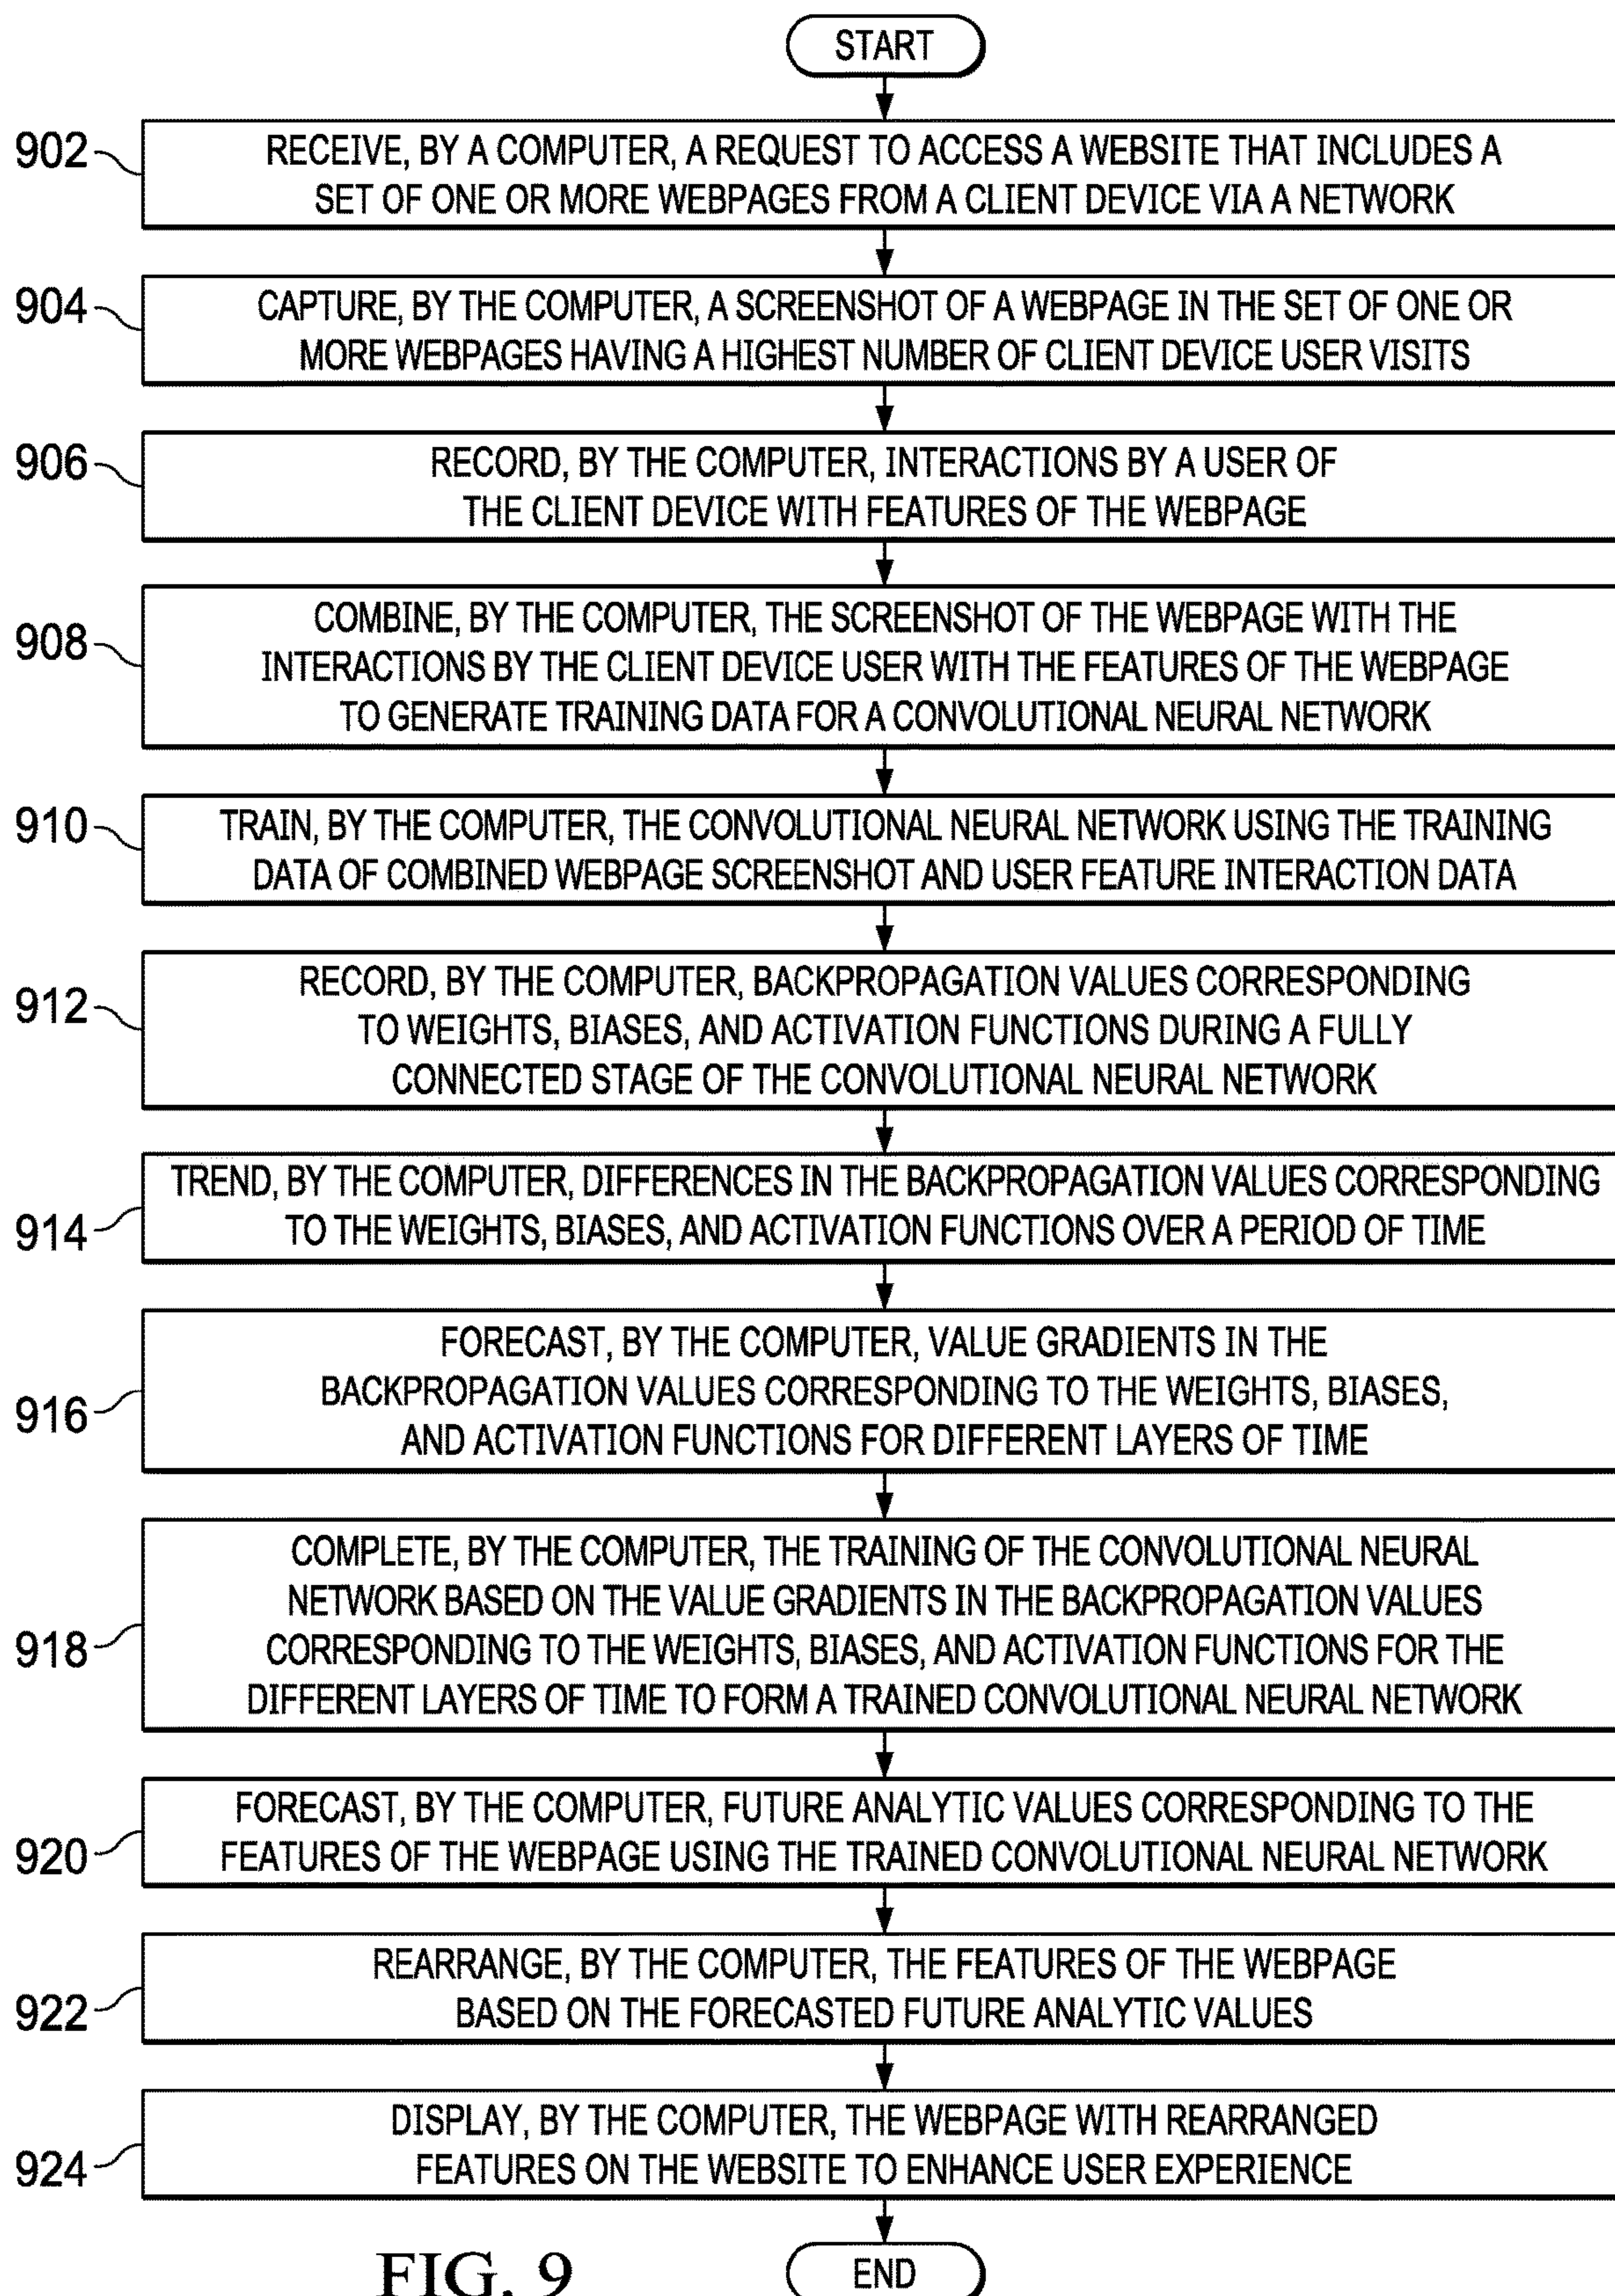 START
902
RECEIVE, BY A COMPUTER, A REQUEST TO ACCESS A WEBSITE THAT INCLUDES A
SET OF ONE OR MORE WEBPAGES FROM A CLIENT DEVICE VIA A NETWORK
904
CAPTURE, BY THE COMPUTER, A SCREENSHOT OF A WEBPAGE IN THE SET OF ONE OR
MORE WEBPAGES HAVING A HIGHEST NUMBER OF CLIENT DEVICE USER VISITS
906
RECORD, BY THE COMPUTER, INTERACTIONS BY A USER OF
THE CLIENT DEVICE WITH FEATURES OF THE WEBPAGE
908
COMBINE, BY THE COMPUTER, THE SCREENSHOT OF THE WEBPAGE WITH THE
INTERACTIONS BY THE CLIENT DEVICE USER WITH THE FEATURES OF THE WEBPAGE
TO GENERATE TRAINING DATA FOR A CONVOLUTIONAL NEURAL NETWORK
910
TRAIN, BY THE COMPUTER, THE CONVOLUTIONAL NEURAL NETWORK USING THE TRAINING
DATA OF COMBINED WEBPAGE SCREENSHOT AND USER FEATURE INTERACTION DATA
912
RECORD, BY THE COMPUTER, BACKPROPAGATION VALUES CORRESPONDING
TO WEIGHTS, BIASES, AND ACTIVATION FUNCTIONS DURING A FULLY
CONNECTED STAGE OF THE CONVOLUTIONAL NEURAL NETWORK
914
TREND, BY THE COMPUTER, DIFFERENCES IN THE BACKPROPAGATION VALUES CORRESPONDING
TO THE WEIGHTS, BIASES, AND ACTIVATION FUNCTIONS OVER A PERIOD OF TIME
916
FORECAST, BY THE COMPUTER, VALUE GRADIENTS IN THE
BACKPROPAGATION VALUES CORRESPONDING TO THE WEIGHTS, BIASES,
AND ACTIVATION FUNCTIONS FOR DIFFERENT LAYERS OF TIME
918
COMPLETE, BY THE COMPUTER, THE TRAINING OF THE CONVOLUTIONAL NEURAL
NETWORK BASED ON THE VALUE GRADIENTS IN THE BACKPROPAGATION VALUES
CORRESPONDING TO THE WEIGHTS, BIASES, AND ACTIVATION FUNCTIONS FOR THE
DIFFERENT LAYERS OF TIME TO FORM A TRAINED CONVOLUTIONAL NEURAL NETWORK
920
FORECAST, BY THE COMPUTER, FUTURE ANALYTIC VALUES CORRESPONDING TO THE
FEATURES OF THE WEBPAGE USING THE TRAINED CONVOLUTIONAL NEURAL NETWORK
922
REARRANGE, BY THE COMPUTER, THE FEATURES OF THE WEBPAGE
BASED ON THE FORECASTED FUTURE ANALYTIC VALUES
924
DISPLAY, BY THE COMPUTER, THE WEBPAGE WITH REARRANGED
FEATURES ON THE WEBSITE TO ENHANCE USER EXPERIENCE
END
FIG. 9